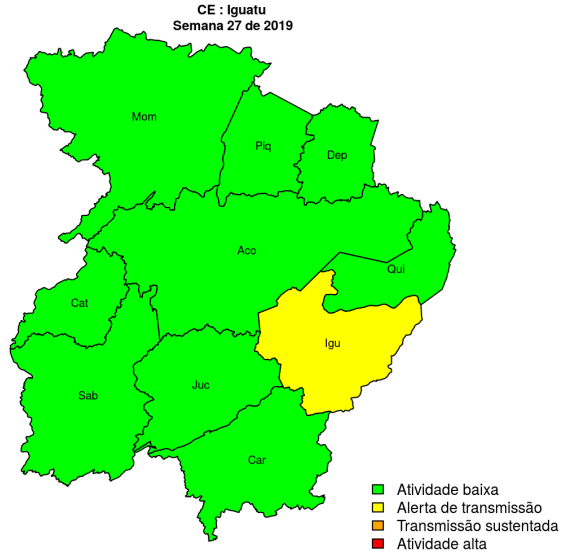 CE : Iguatu
Semana 27 de 2019
Mom
Piq
Dep
Aco
Qui
Cat
Igu
Juc
Sab
Car
Atividade baixa
Alerta de transmissão
Transmissão sustentada
Atividade alta